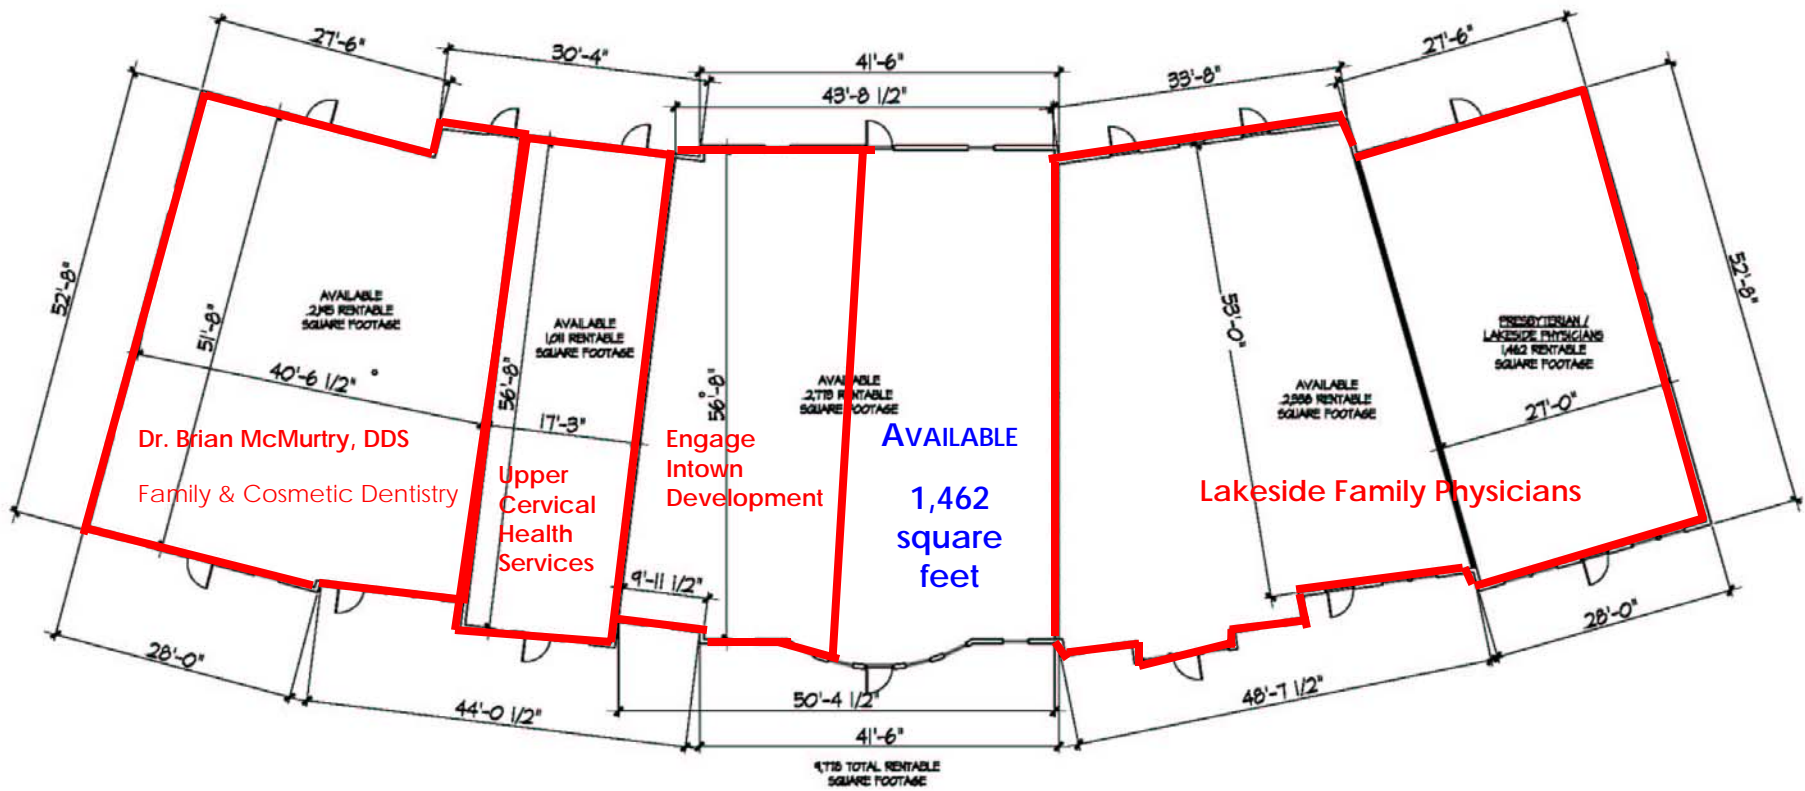 27'-6"
30'-4"
41'-6"
43'-8 1/2"
33'-8"
27'-6"
52'-8"
51'-8"
AVAILABLE
RENTABLE
SQUARE FOOTAGE
40'-6 1/2"
56'-8"
AVAILABLE
1,011 RENTABLE
SQUARE FOOTAGE
17'-3"
56'-8"
AVAILABLE
RENTABLE
SQUARE FOOTAGE
53'-0"
AVAILABLE
RENTABLE
SQUARE FOOTAGE
PRESBYTERIAN /
LAKESIDE PHYSICIANS
1,462 RENTABLE
SQUARE FOOTAGE
27'-0"
52'-8"
Dr. Brian McMurtry, DDS
Family & Cosmetic Dentistry
Upper
Cervical
Health
Services
Engage
Intown
Development
AVAILABLE
1,462
square
feet
Lakeside Family Physicians
9'-11 1/2"
28'-0"
44'-0 1/2"
50'-4 1/2"
41'-6"
48'-7 1/2"
28'-0"
TOTAL RENTABLE
SQUARE FOOTAGE